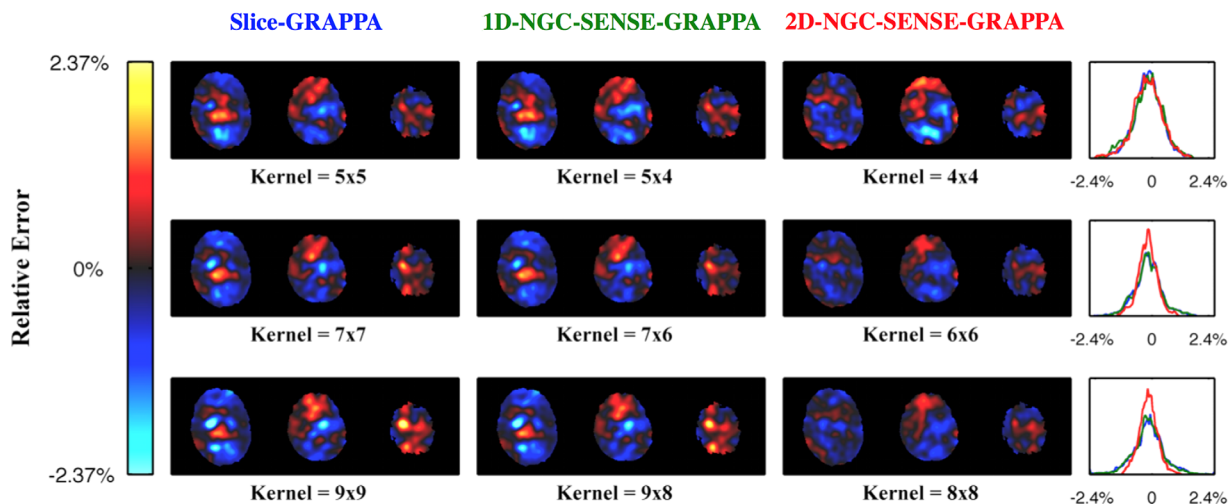 Slice-GRAPPA 1D-NGC-SENSE-GRAPPA 2D-NGC-SENSE-GRAPPA
2.37%
Relative Error
0%
-2.37%
Kernel = 5x5 Kernel = 5x4 Kernel = 4x4
-2.4% 0 2.4%
Kernel = 7x7 Kernel = 7x6 Kernel = 6x6
-2.4% 0 2.4%
Kernel = 9x9 Kernel = 9x8 Kernel = 8x8
-2.4% 0 2.4%